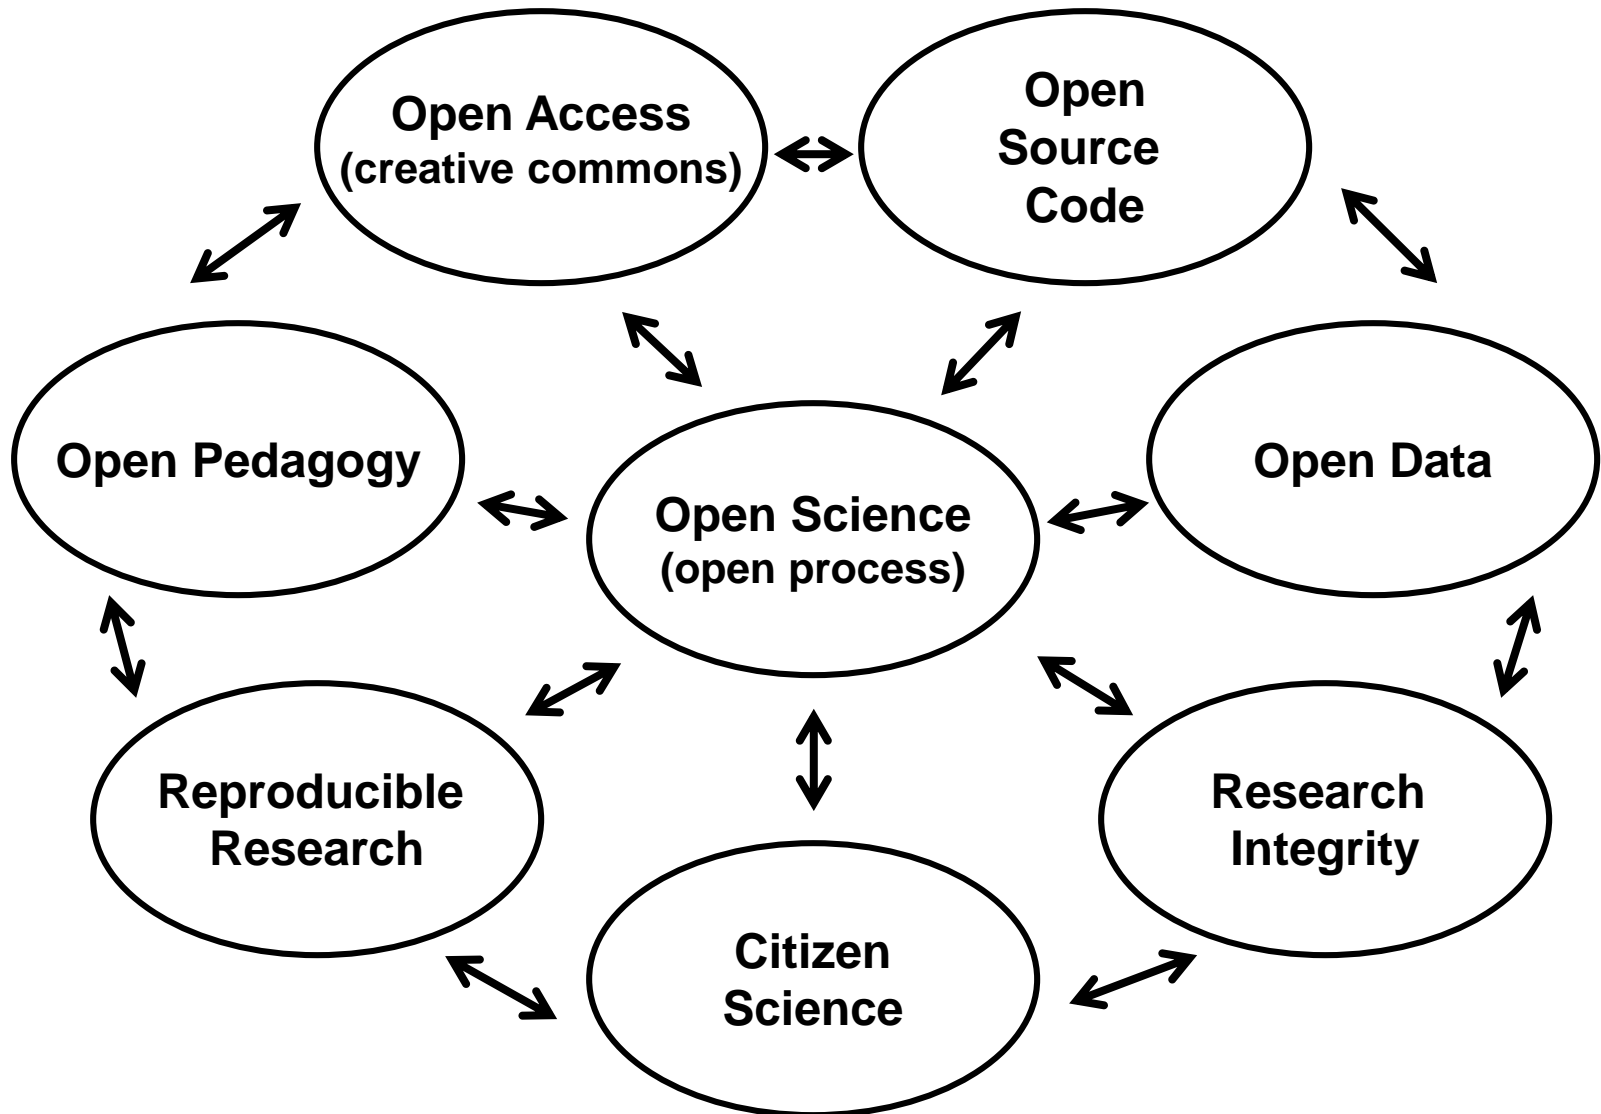 Open Access
(creative commons)
Open
Source
Code
Open Pedagogy
Open Data
Open Science
(open process)
Reproducible
Research
Research
Integrity
Citizen
Science